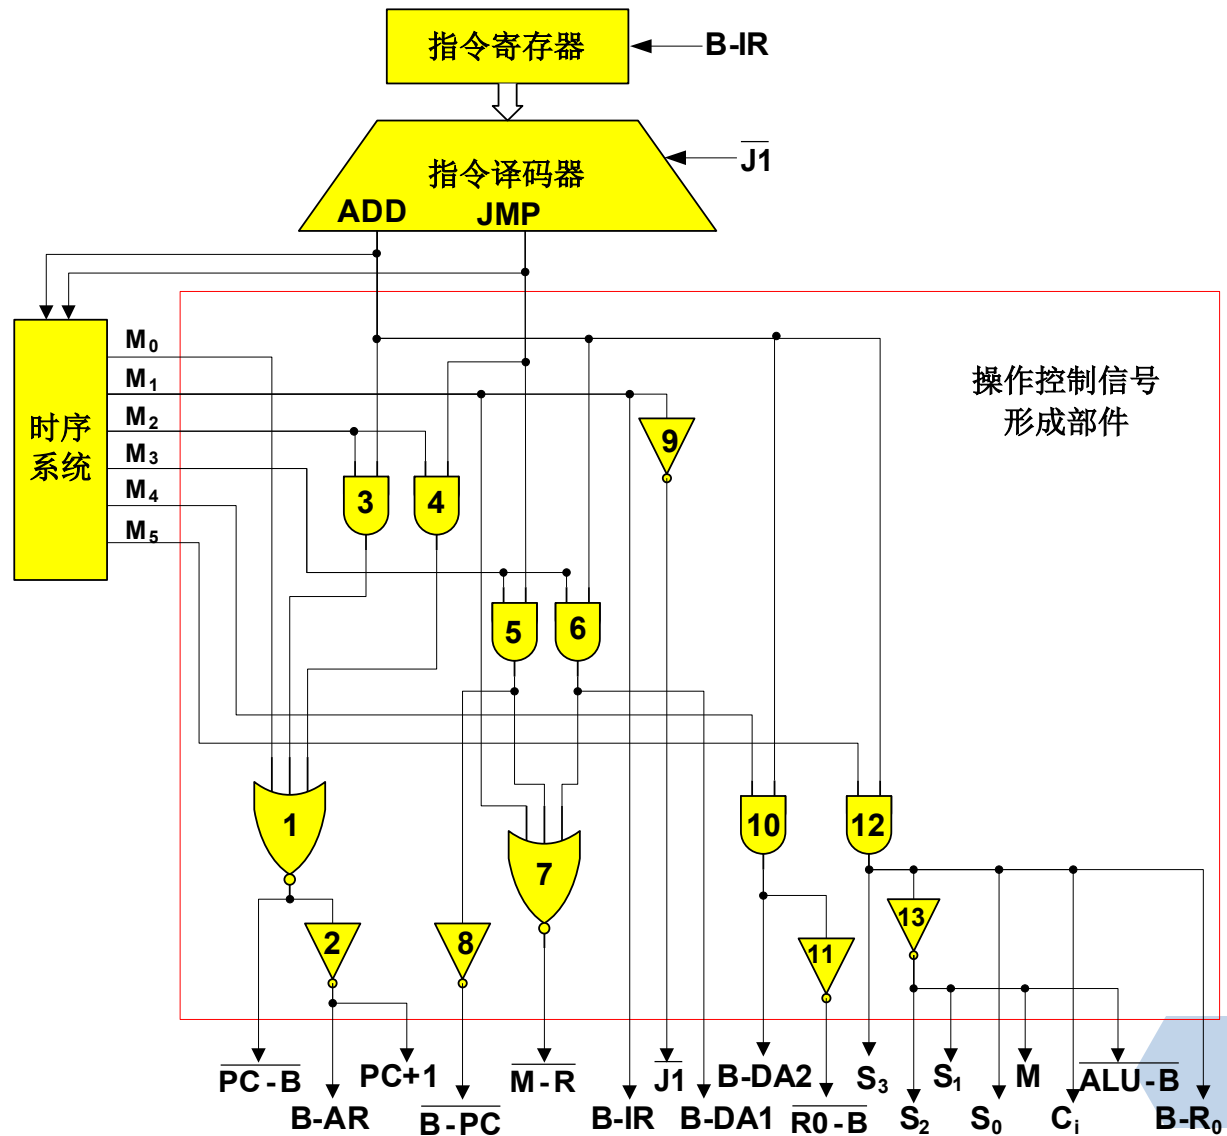 指令寄存器
B-IR
指令译码器
J1
ADD
JMP
时序
系统
M0
M1
M2
M3
M4
M5
操作控制信号
形成部件
9
3
4
5
6
1
7
10
12
2
8
11
13
PC-B
PC+1
M-R
J1
B-DA2
S3
S1
M
ALU-B
B-AR
B-PC
B-IR
B-DA1
R0-B
S2
S0
Ci
B-R0